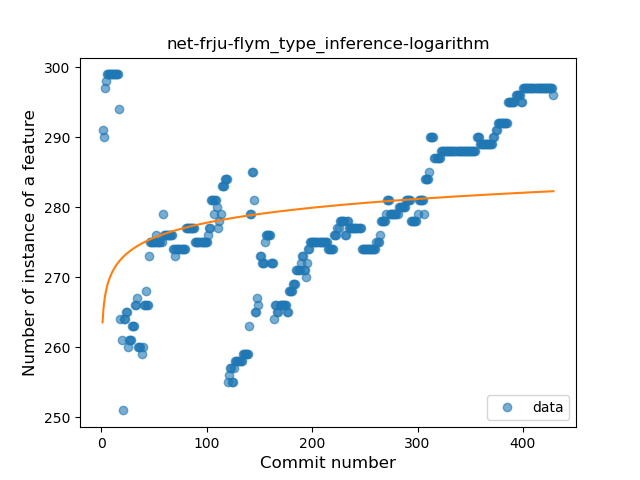 net-frju-flym_type_inference-logarithm
Number of instance of a feature
300
290
280
270
260
250
0
100
200
300
400
Commit number
data